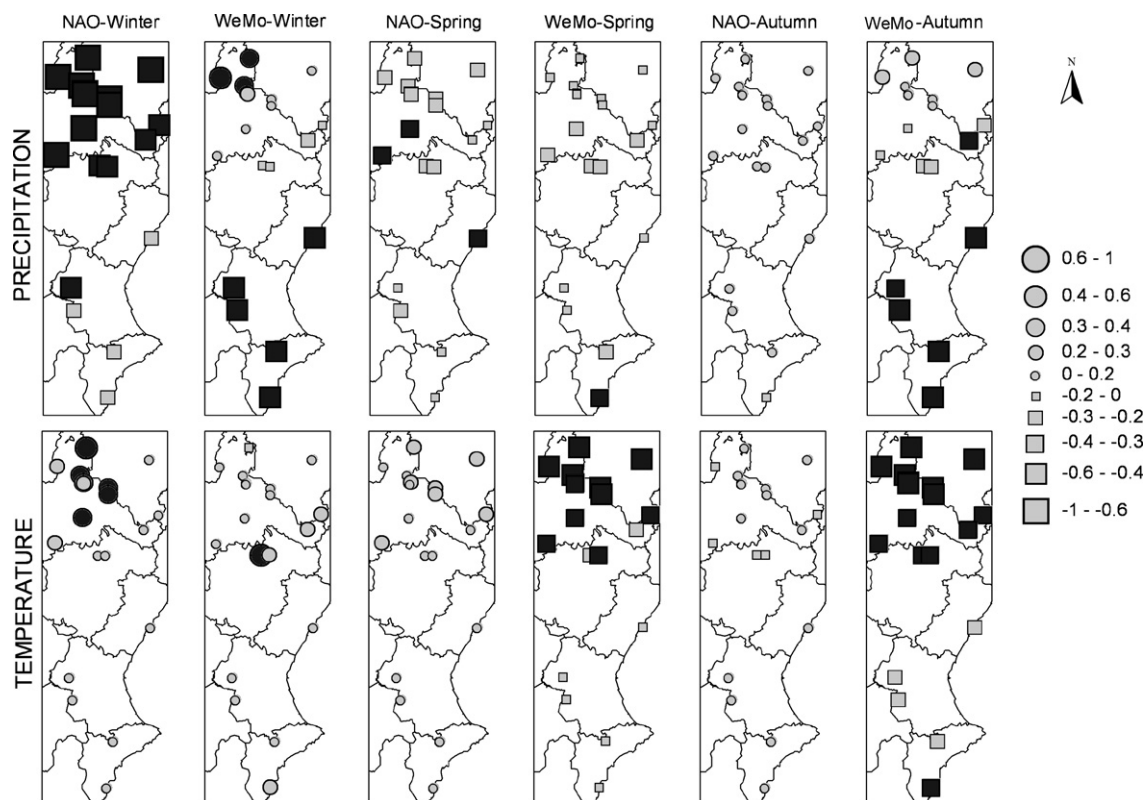 NAO-Winter
WeMo-Winter
NAO-Spring
WeMo-Spring
NAO-Autumn
WeMo-Autumn
N
PRECIPITATION
0.6 - 1
0.4 - 0.6
0.3 - 0.4
0.2 - 0.3
0 - 0.2
-0.2 - 0
-0.3 - -0.2
-0.4 - -0.3
-0.6 - -0.4
-1 - -0.6
TEMPERATURE